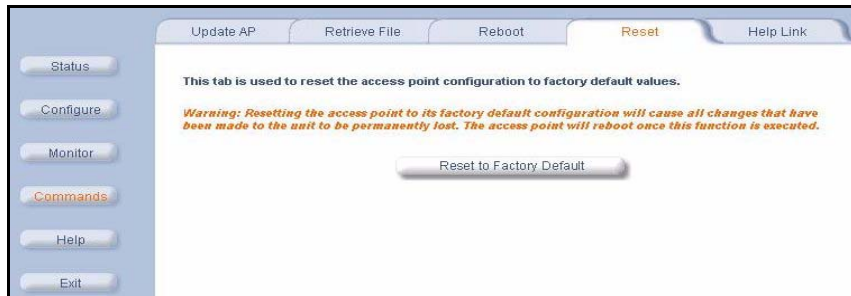 Update AP
Retrieve File
Reboot
Reset
Help Link
Status
Configure
Monitor
Commands
Help
Exit
This tab is used to reset the access point configuration to factory default values.
Warning: Resetting the access point to its factory default configuration will cause all changes that have
been made to the unit to be permanently lost. The access point will reboot once this function is executed.
Reset to Factory Default